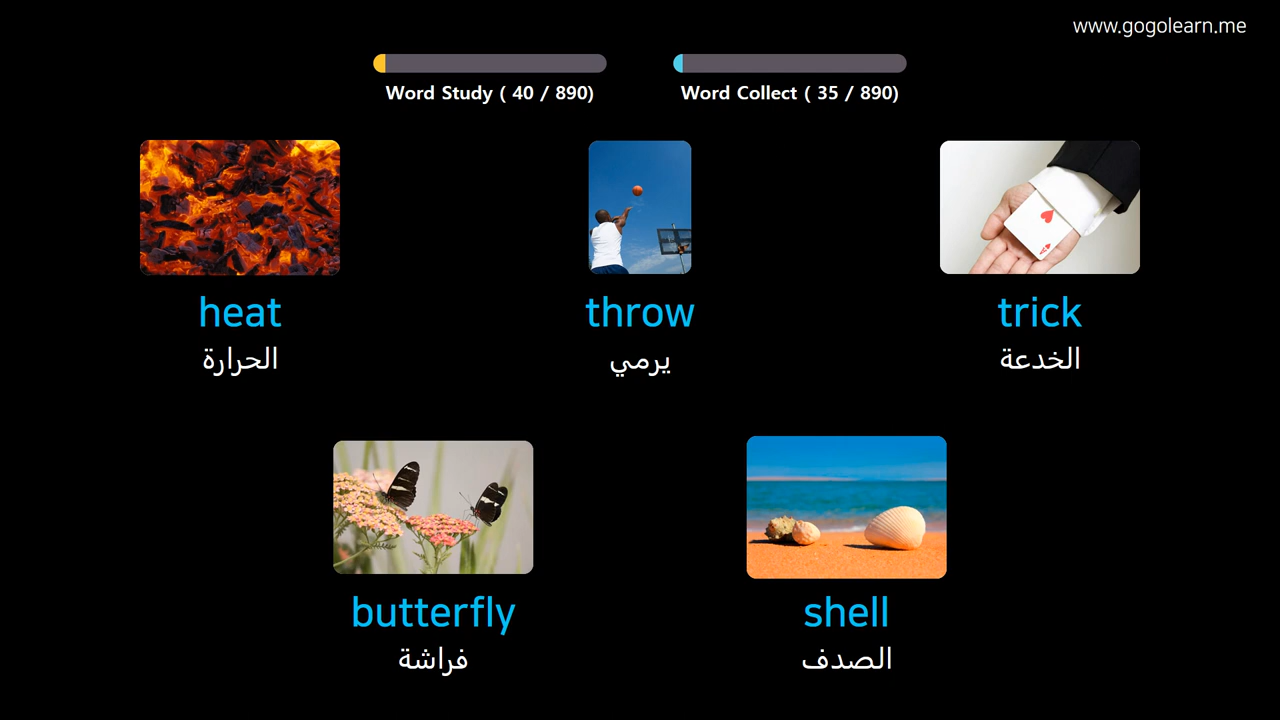 www.gogolearn.me
Word Study ( 40 / 890)
Word Collect ( 35 / 890)
heat
الحرارة
throw
يرمي
trick
الخدعة
butterfly
فراشة
shell
الصدف